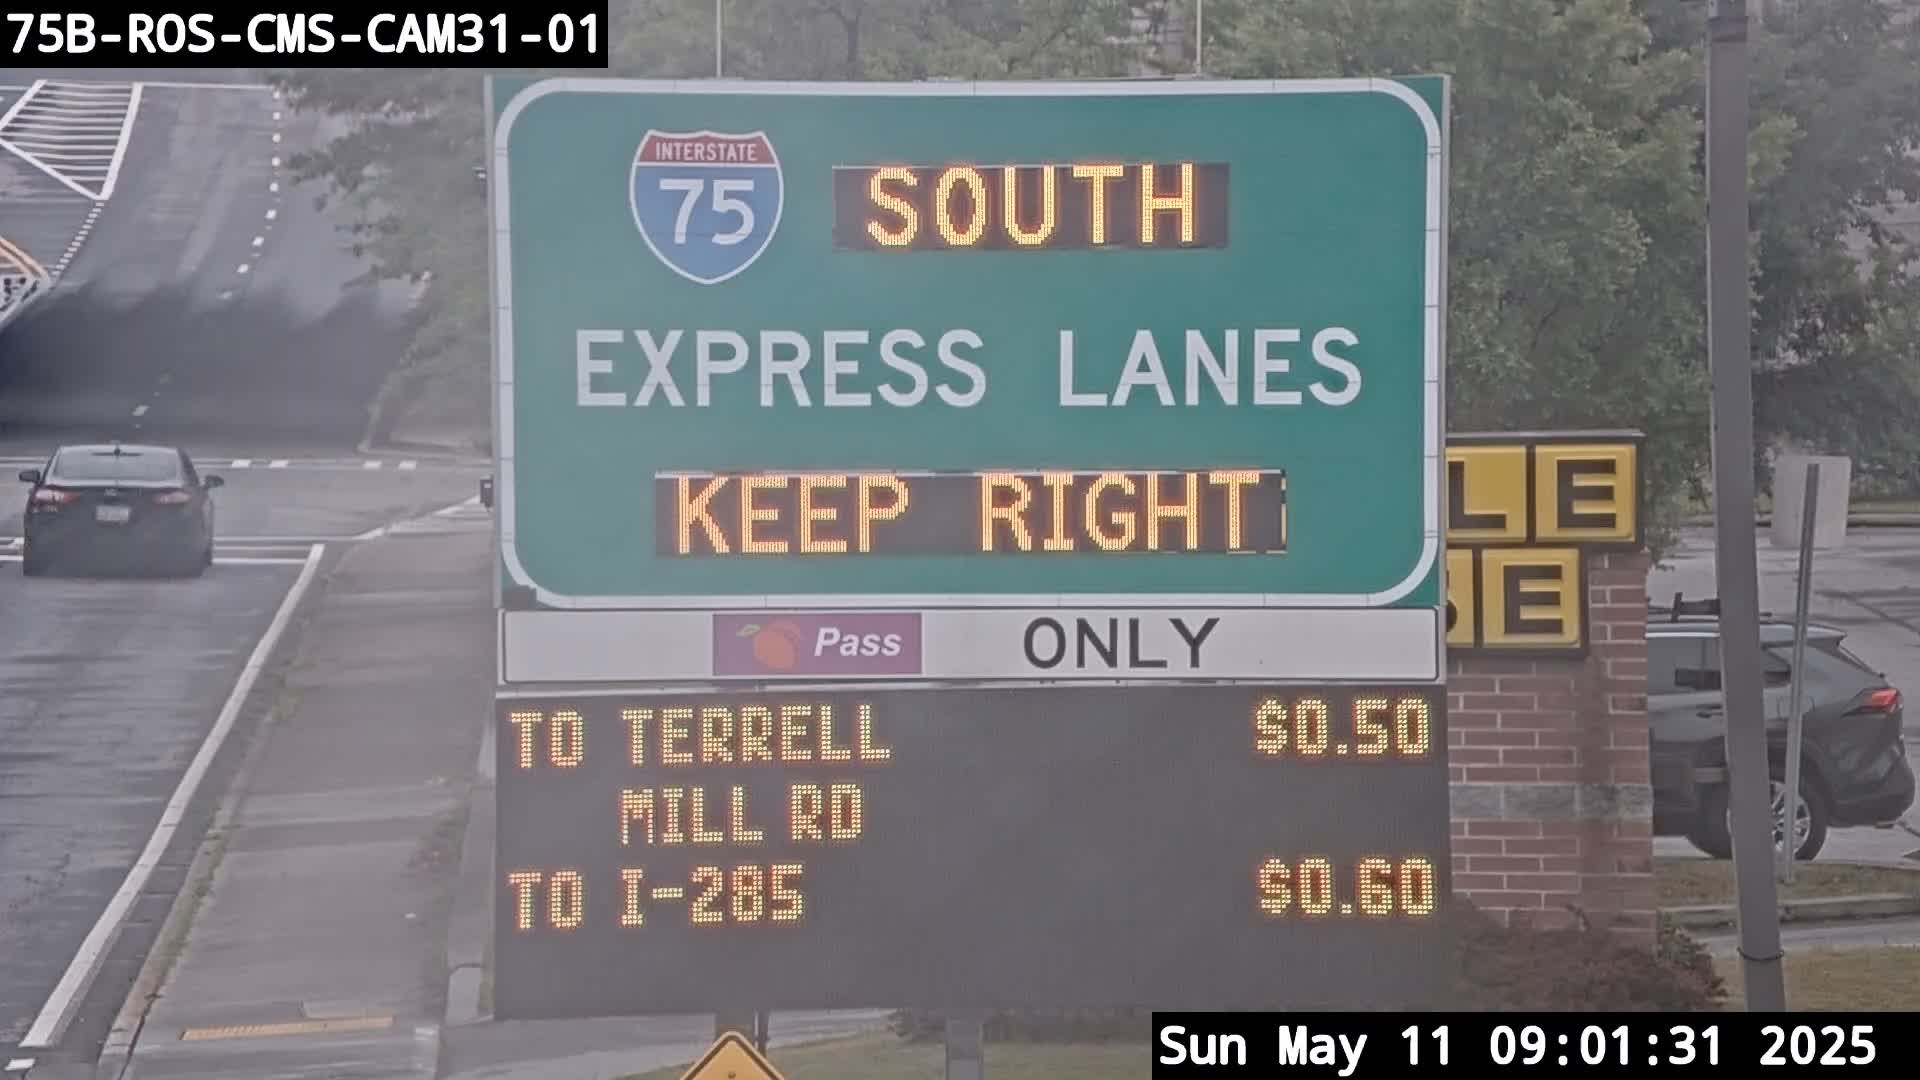 75B-ROS-CMS-CAM31-01
INTERSTATE
75
SOUTH
EXPRESS LANES
KEEP RIGHT
Pass
ONLY
TO TERRELL $0.50
MILL RD
TO I-285 $0.60
LE
E
Sun May 11 09:01:31 2025